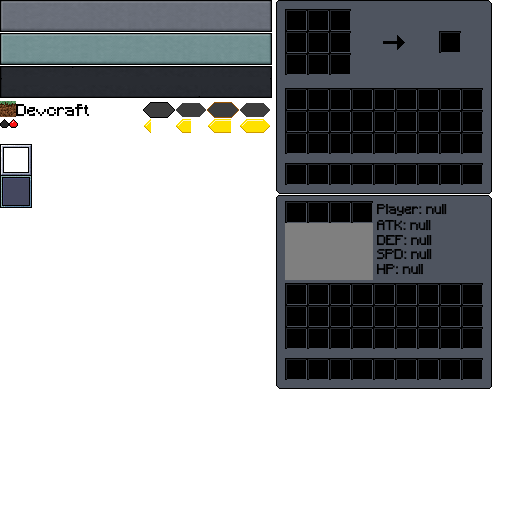 Devcraft
Player: null
ATK: null
DEF: null
SPD: null
HP: null